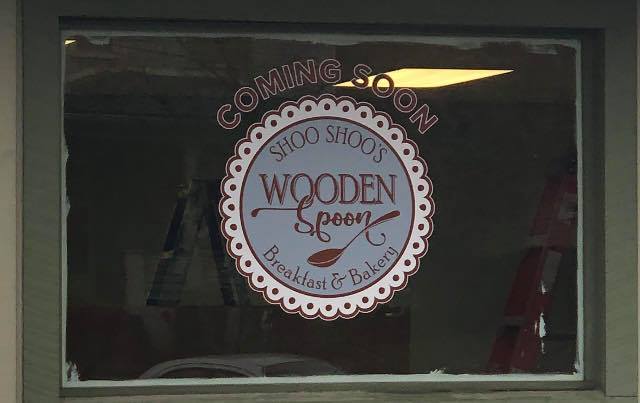 COMING SOON
SHOO SHOO'S
WOODEN
Spoon
Breakfast & Bakery